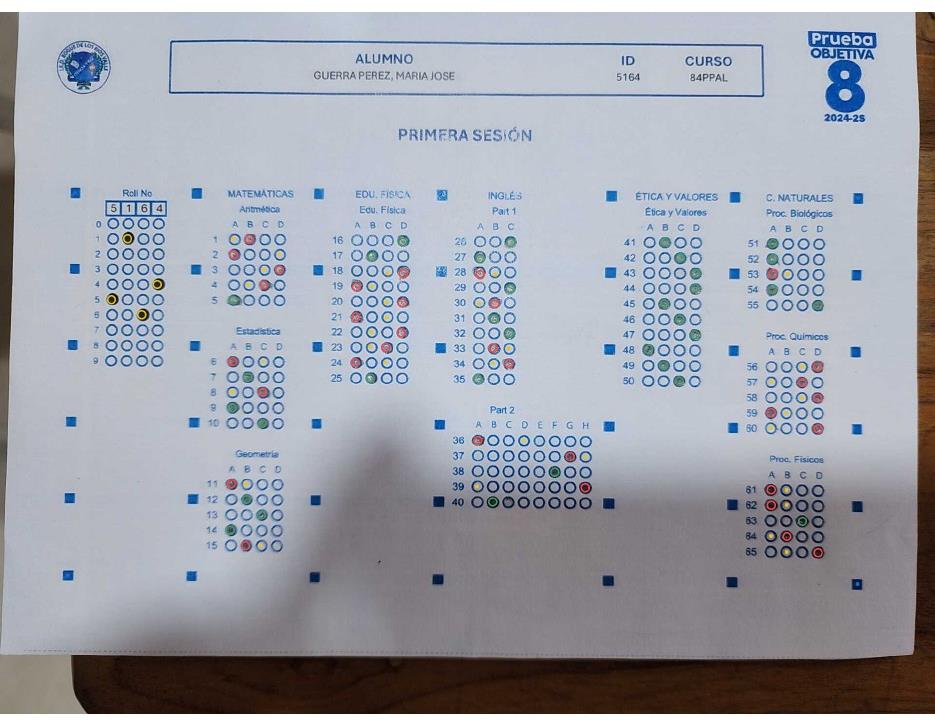 I.E.D. ROQUE DE LOS RIOS VALLE
Prueba
OBJETIVA
8
2024-2S
ALUMNO ID CURSO
GUERRA PEREZ, MARIA JOSE 5164 84PPAL
PRIMERA SESIÓN
Roll No
5 1 6 4
0
1
2
3
4
5
6
7
8
9
MATEMÁTICAS
Aritmética
A B C D
1
2
3
4
5
Estadística
A B C D
6
7
8
9
10
Geometría
A B C D
11
12
13
14
15
EDU. FÍSICA
Edu. Física
A B C D
16
17
18
19
20
21
22
23
24
25
INGLÉS
Part 1
A B C
26
27
28
29
30
31
32
33
34
35
Part 2
A B C D E F G H
36
37
38
39
40
ÉTICA Y VALORES
Ética y Valores
A B C D
41
42
43
44
45
46
47
48
49
50
C. NATURALES
Proc. Biológicos
A B C D
51
52
53
54
55
Proc. Químicos
A B C D
56
57
58
59
60
Proc. Físicos
A B C D
61
62
63
64
65